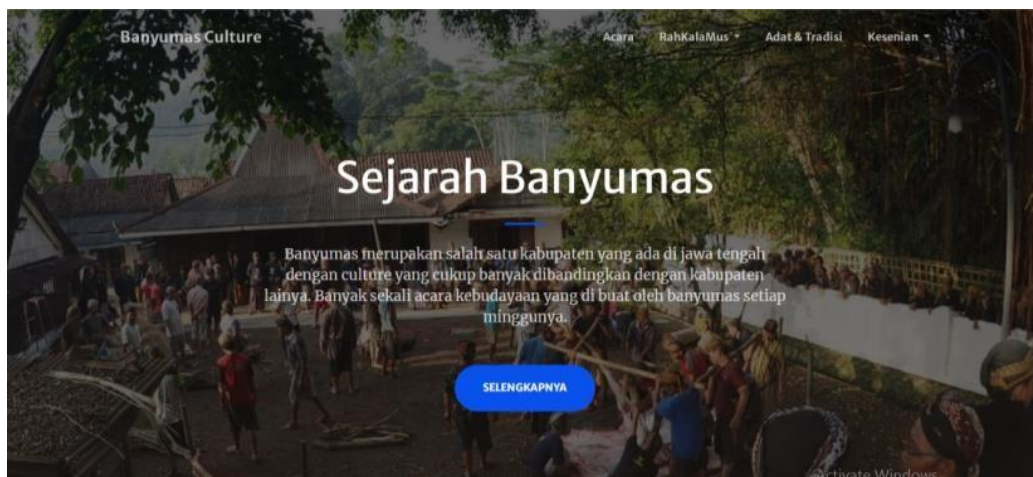 Banyumas Culture
Acara RahKalaMus Adat & Tradisi Kesenian
Sejarah Banyumas
Banyumas merupakan salah satu kabupaten yang ada di jawa tengah
dengan culture yang cukup banyak dibandingkan dengan kabupaten
lainya. Banyak sekali acara kebudayaan yang di buat oleh banyumas setiap
minggunya.
SELENGKAPNYA
Activate Windows